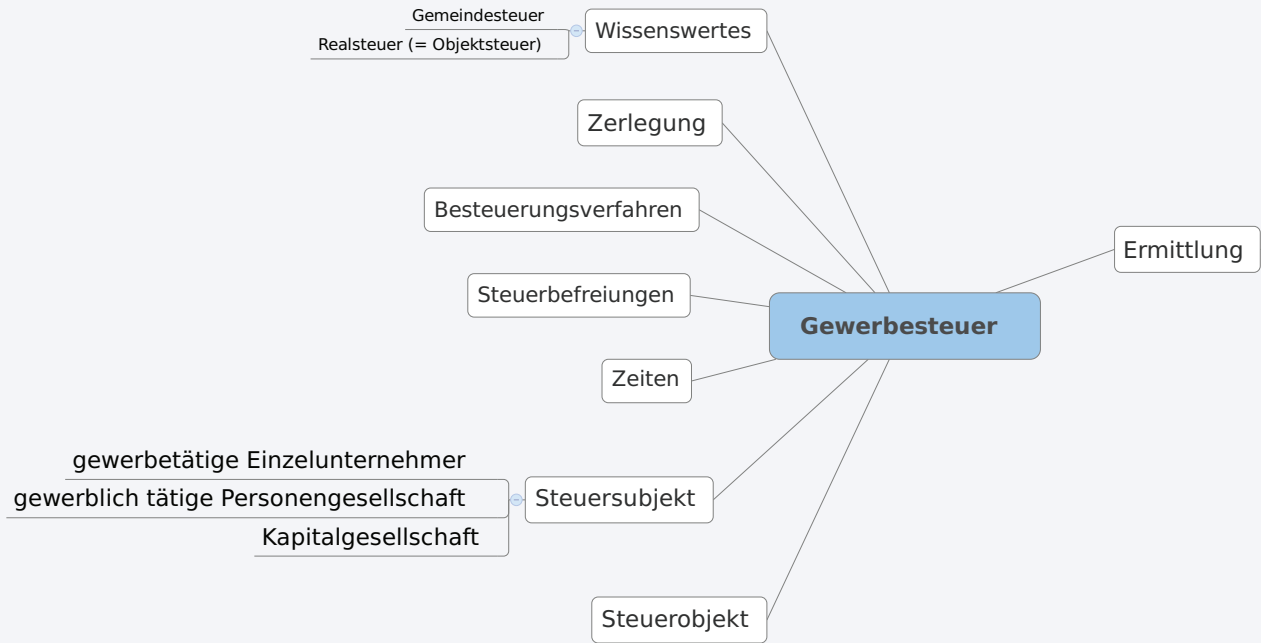 Gemeindesteuer
Realsteuer (= Objektsteuer)
Wissenswertes
Zerlegung
Besteuerungsverfahren
Ermittlung
Steuerbefreiungen
Gewerbesteuer
Zeiten
gewerbetätige Einzelunternehmer
gewerblich tätige Personengesellschaft
Kapitalgesellschaft
Steuersubjekt
Steuerobjekt